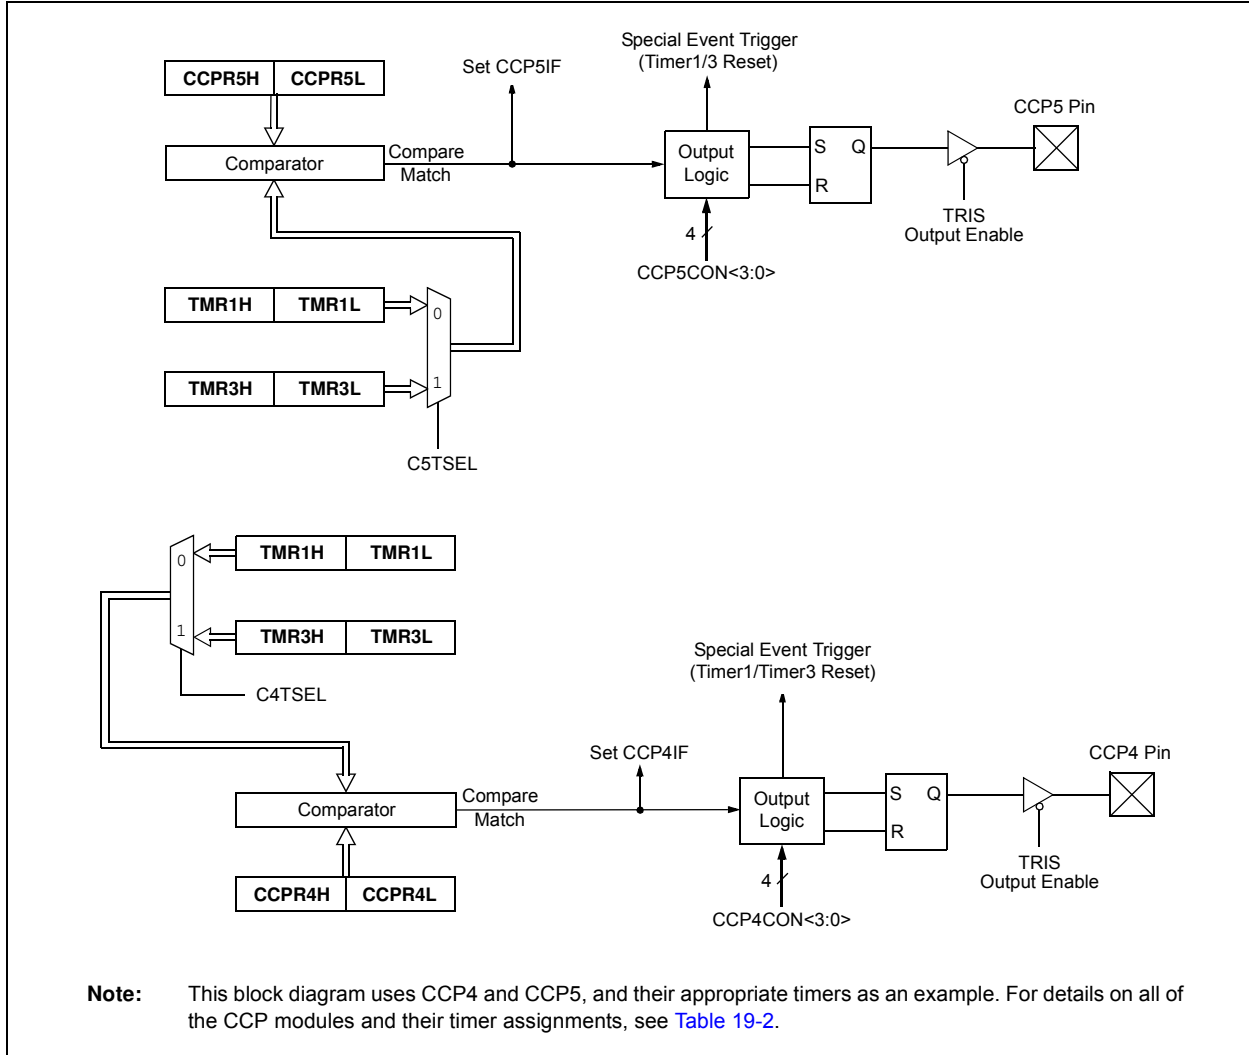 Special Event Trigger
(Timer1/3 Reset)
Set CCP5IF
CCPR5H CCPR5L
CCP5 Pin
Comparator
Compare
Match
Output
Logic
S Q
R
TRIS
Output Enable
4
CCP5CON<3:0>
TMR1H TMR1L
0
TMR3H TMR3L
1
C5TSEL
0
TMR1H TMR1L
1
TMR3H TMR3L
C4TSEL
Special Event Trigger
(Timer1/Timer3 Reset)
Set CCP4IF
CCP4 Pin
Comparator
Compare
Match
Output
Logic
S Q
R
TRIS
Output Enable
4
CCPR4H CCPR4L
CCP4CON<3:0>
Note: This block diagram uses CCP4 and CCP5, and their appropriate timers as an example. For details on all of
the CCP modules and their timer assignments, see Table 19-2.